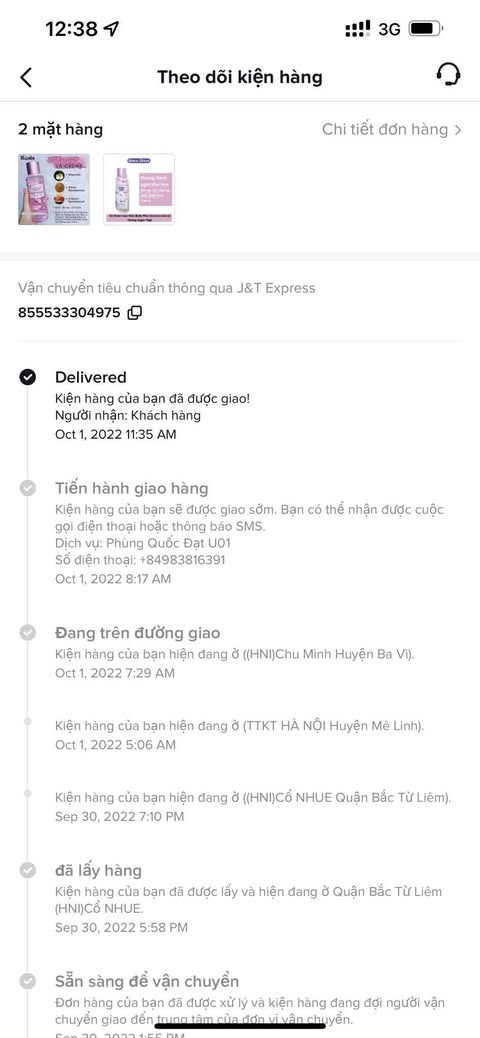 12:38
3G
Theo dõi kiện hàng
2 mặt hàng
Chi tiết đơn hàng >
Vận chuyển tiêu chuẩn thông qua J&T Express
855533304975
Delivered
Kiện hàng của bạn đã được giao!
Người nhận: Khách hàng
Oct 1, 2022 11:35 AM
Tiến hành giao hàng
Kiện hàng của bạn sẽ được giao sớm. Bạn có thể nhận được cuộc
gọi điện thoại hoặc thông báo SMS.
Dịch vụ: Phùng Quốc Đạt U01
Số điện thoại: +84983816391
Oct 1, 2022 8:17 AM
Đang trên đường giao
Kiện hàng của bạn hiện đang ở ((HNI)Chu Minh Huyện Ba Vì).
Oct 1, 2022 7:29 AM
Kiện hàng của bạn hiện đang ở (TTKT HÀ NỘI Huyện Mê Linh).
Oct 1, 2022 5:06 AM
Kiện hàng của bạn hiện đang ở ((HNI)Cổ NHUE Quận Bắc Từ Liêm).
Sep 30, 2022 7:10 PM
đã lấy hàng
Kiện hàng của bạn đã được lấy và hiện đang ở Quận Bắc Từ Liêm
(HNI)Cổ NHUE.
Sep 30, 2022 5:58 PM
Sẵn sàng để vận chuyển
Đơn hàng của bạn đã được xử lý và kiện hàng đang đợi người vận
chuyển giao đến trung tâm của đơn vị vận chuyển.
Sep 30, 2022 1:55 PM